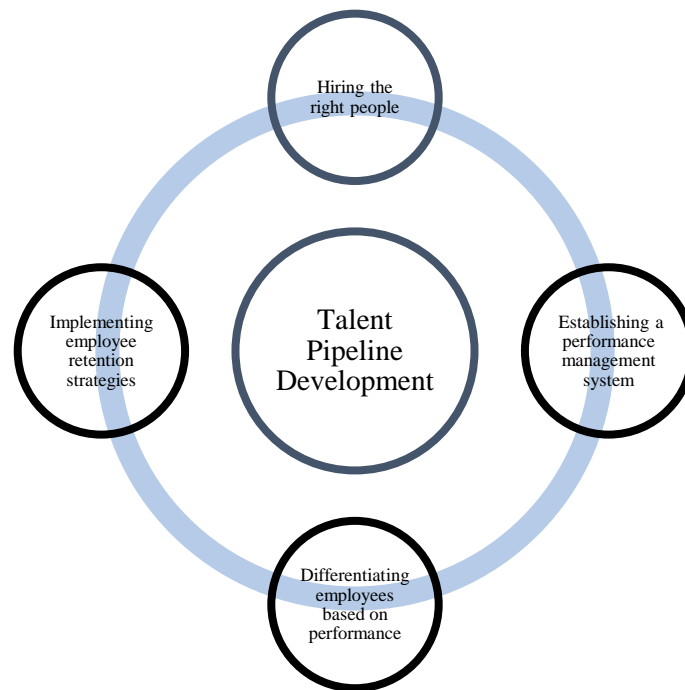 Hiring the
right people
Implementing
employee
retention
strategies
Talent
Pipeline
Development
Establishing a
performance
management
system
Differentiating
employees
based on
performance